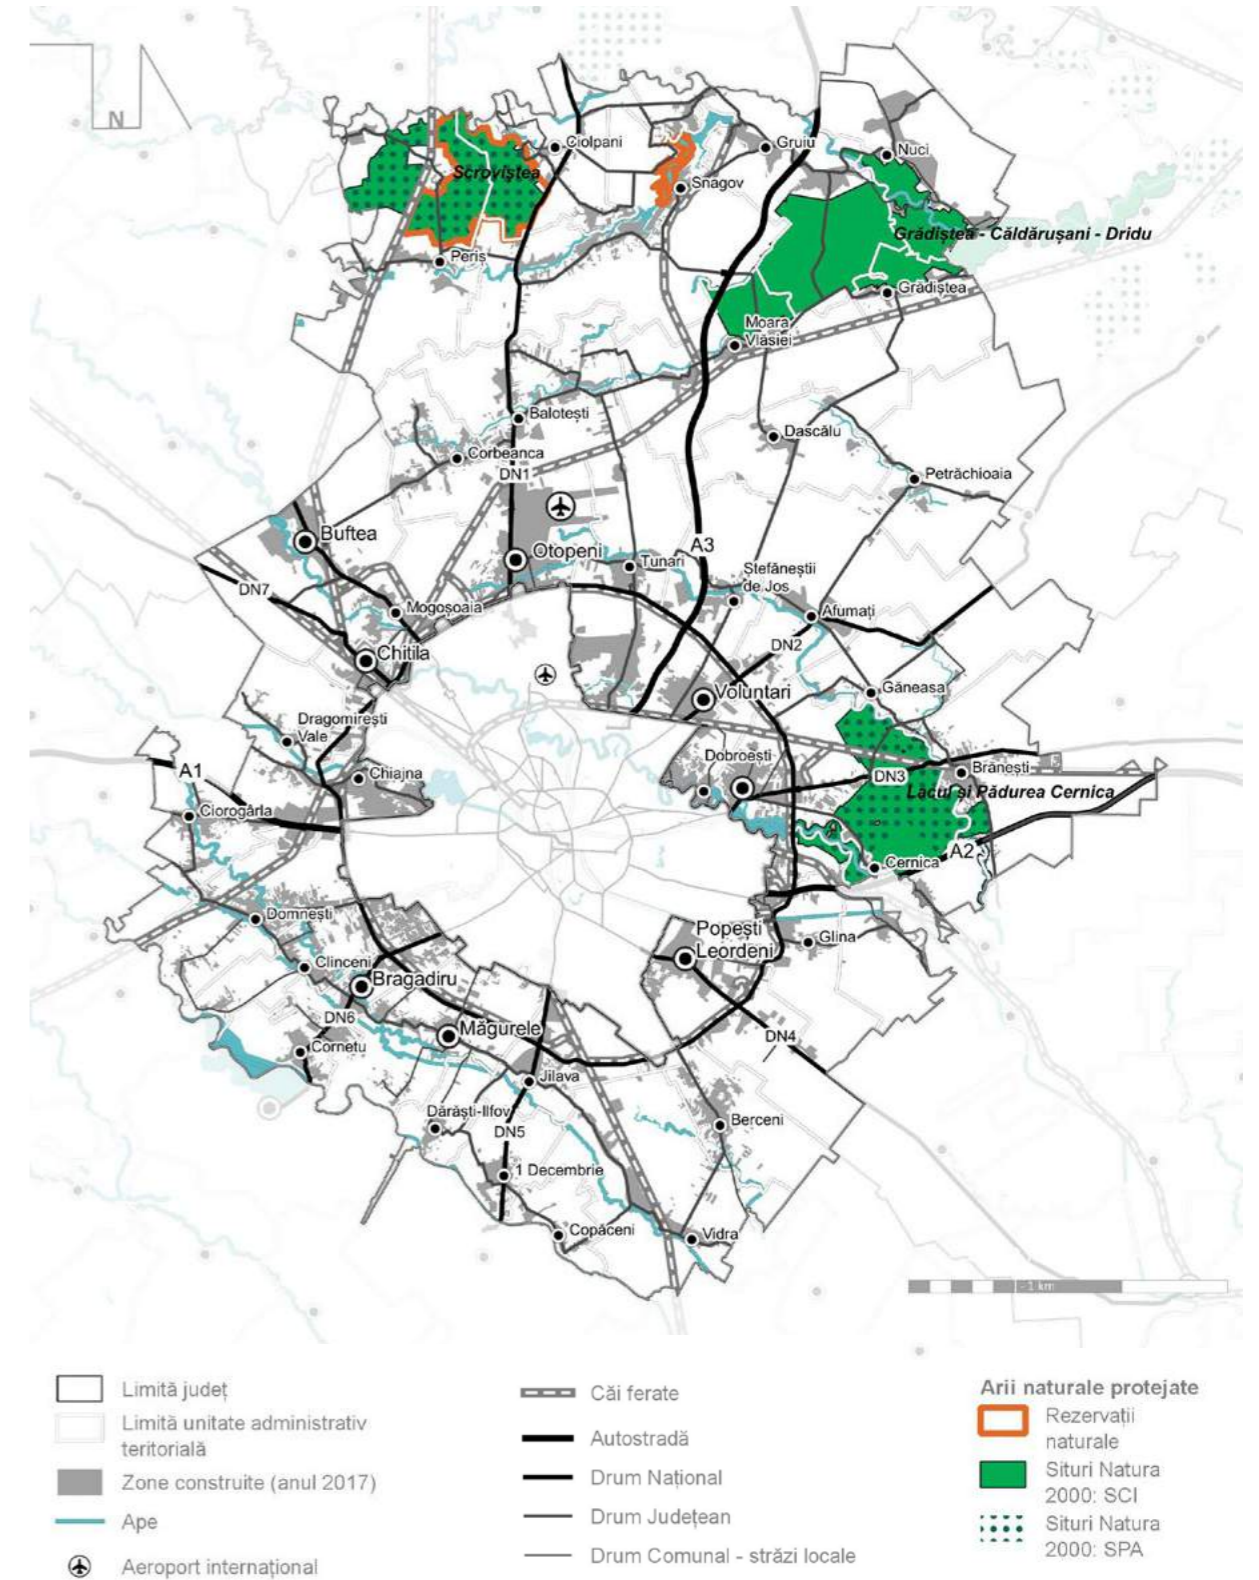 N
Ciolpani
Gruiu
Nuci
Scroviștea
Snagov
Grădiștea - Căldărușani - Dridu
Periș
Grădiștea
Moara
Vlăsiei
Balotești
Dascălu
Corbeanca
DN1
Petrăchioaia
Buftea
Otopeni
A3
Tunari
Ștefăneștii
de Jos
DN7
Mogoșoaia
Afumați
DN2
Chitila
Voluntari
Găneasa
Dragomirești
Vale
Dobroești
A1
Chiajna
DN3
Brănești
Lacul și Pădurea Cernica
Ciorogârla
A2
Cernica
Domnești
Popești
Leordeni
Glina
Clinceni
Bragadiru
DN6
Măgurele
DN4
Cornetu
Jilava
Dărăști-Ilfov
Berceni
DN5
1 Decembrie
Copăceni
Vidra
1 km
Limită județ
Limită unitate administrativ
teritorială
Zone construite (anul 2017)
Ape
Aeroport internațional
Căi ferate
Autostradă
Drum Național
Drum Județean
Drum Comunal - străzi locale
Arii naturale protejate
Rezervații
naturale
Situri Natura
2000: SCI
Situri Natura
2000: SPA